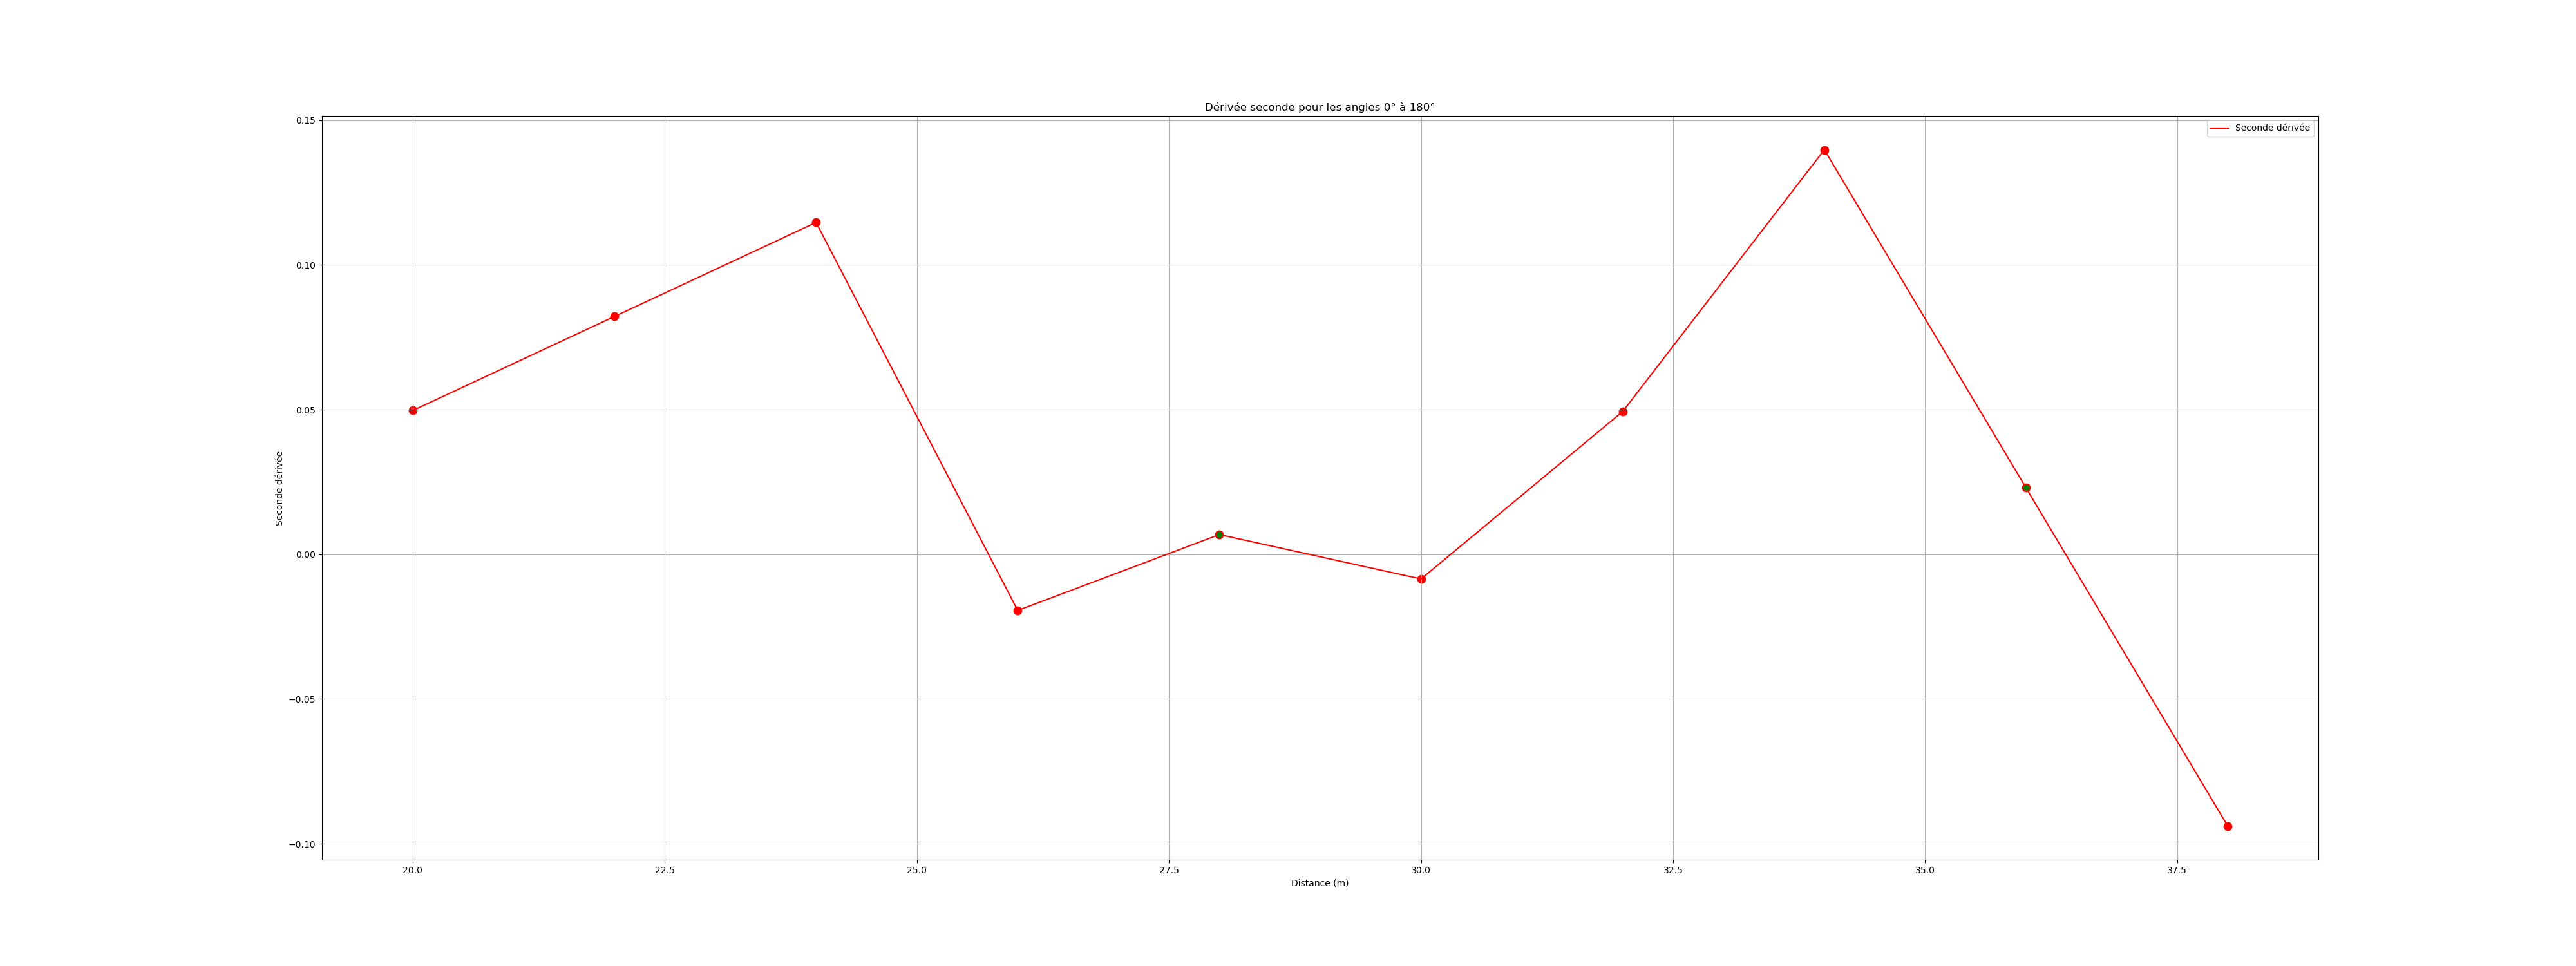 Dérivée seconde pour les angles 0° à 180°
Seconde dérivée
0.15
0.10
0.05
0.00
−0.05
−0.10
Seconde dérivée
20.0 22.5 25.0 27.5 30.0 32.5 35.0 37.5
Distance (m)